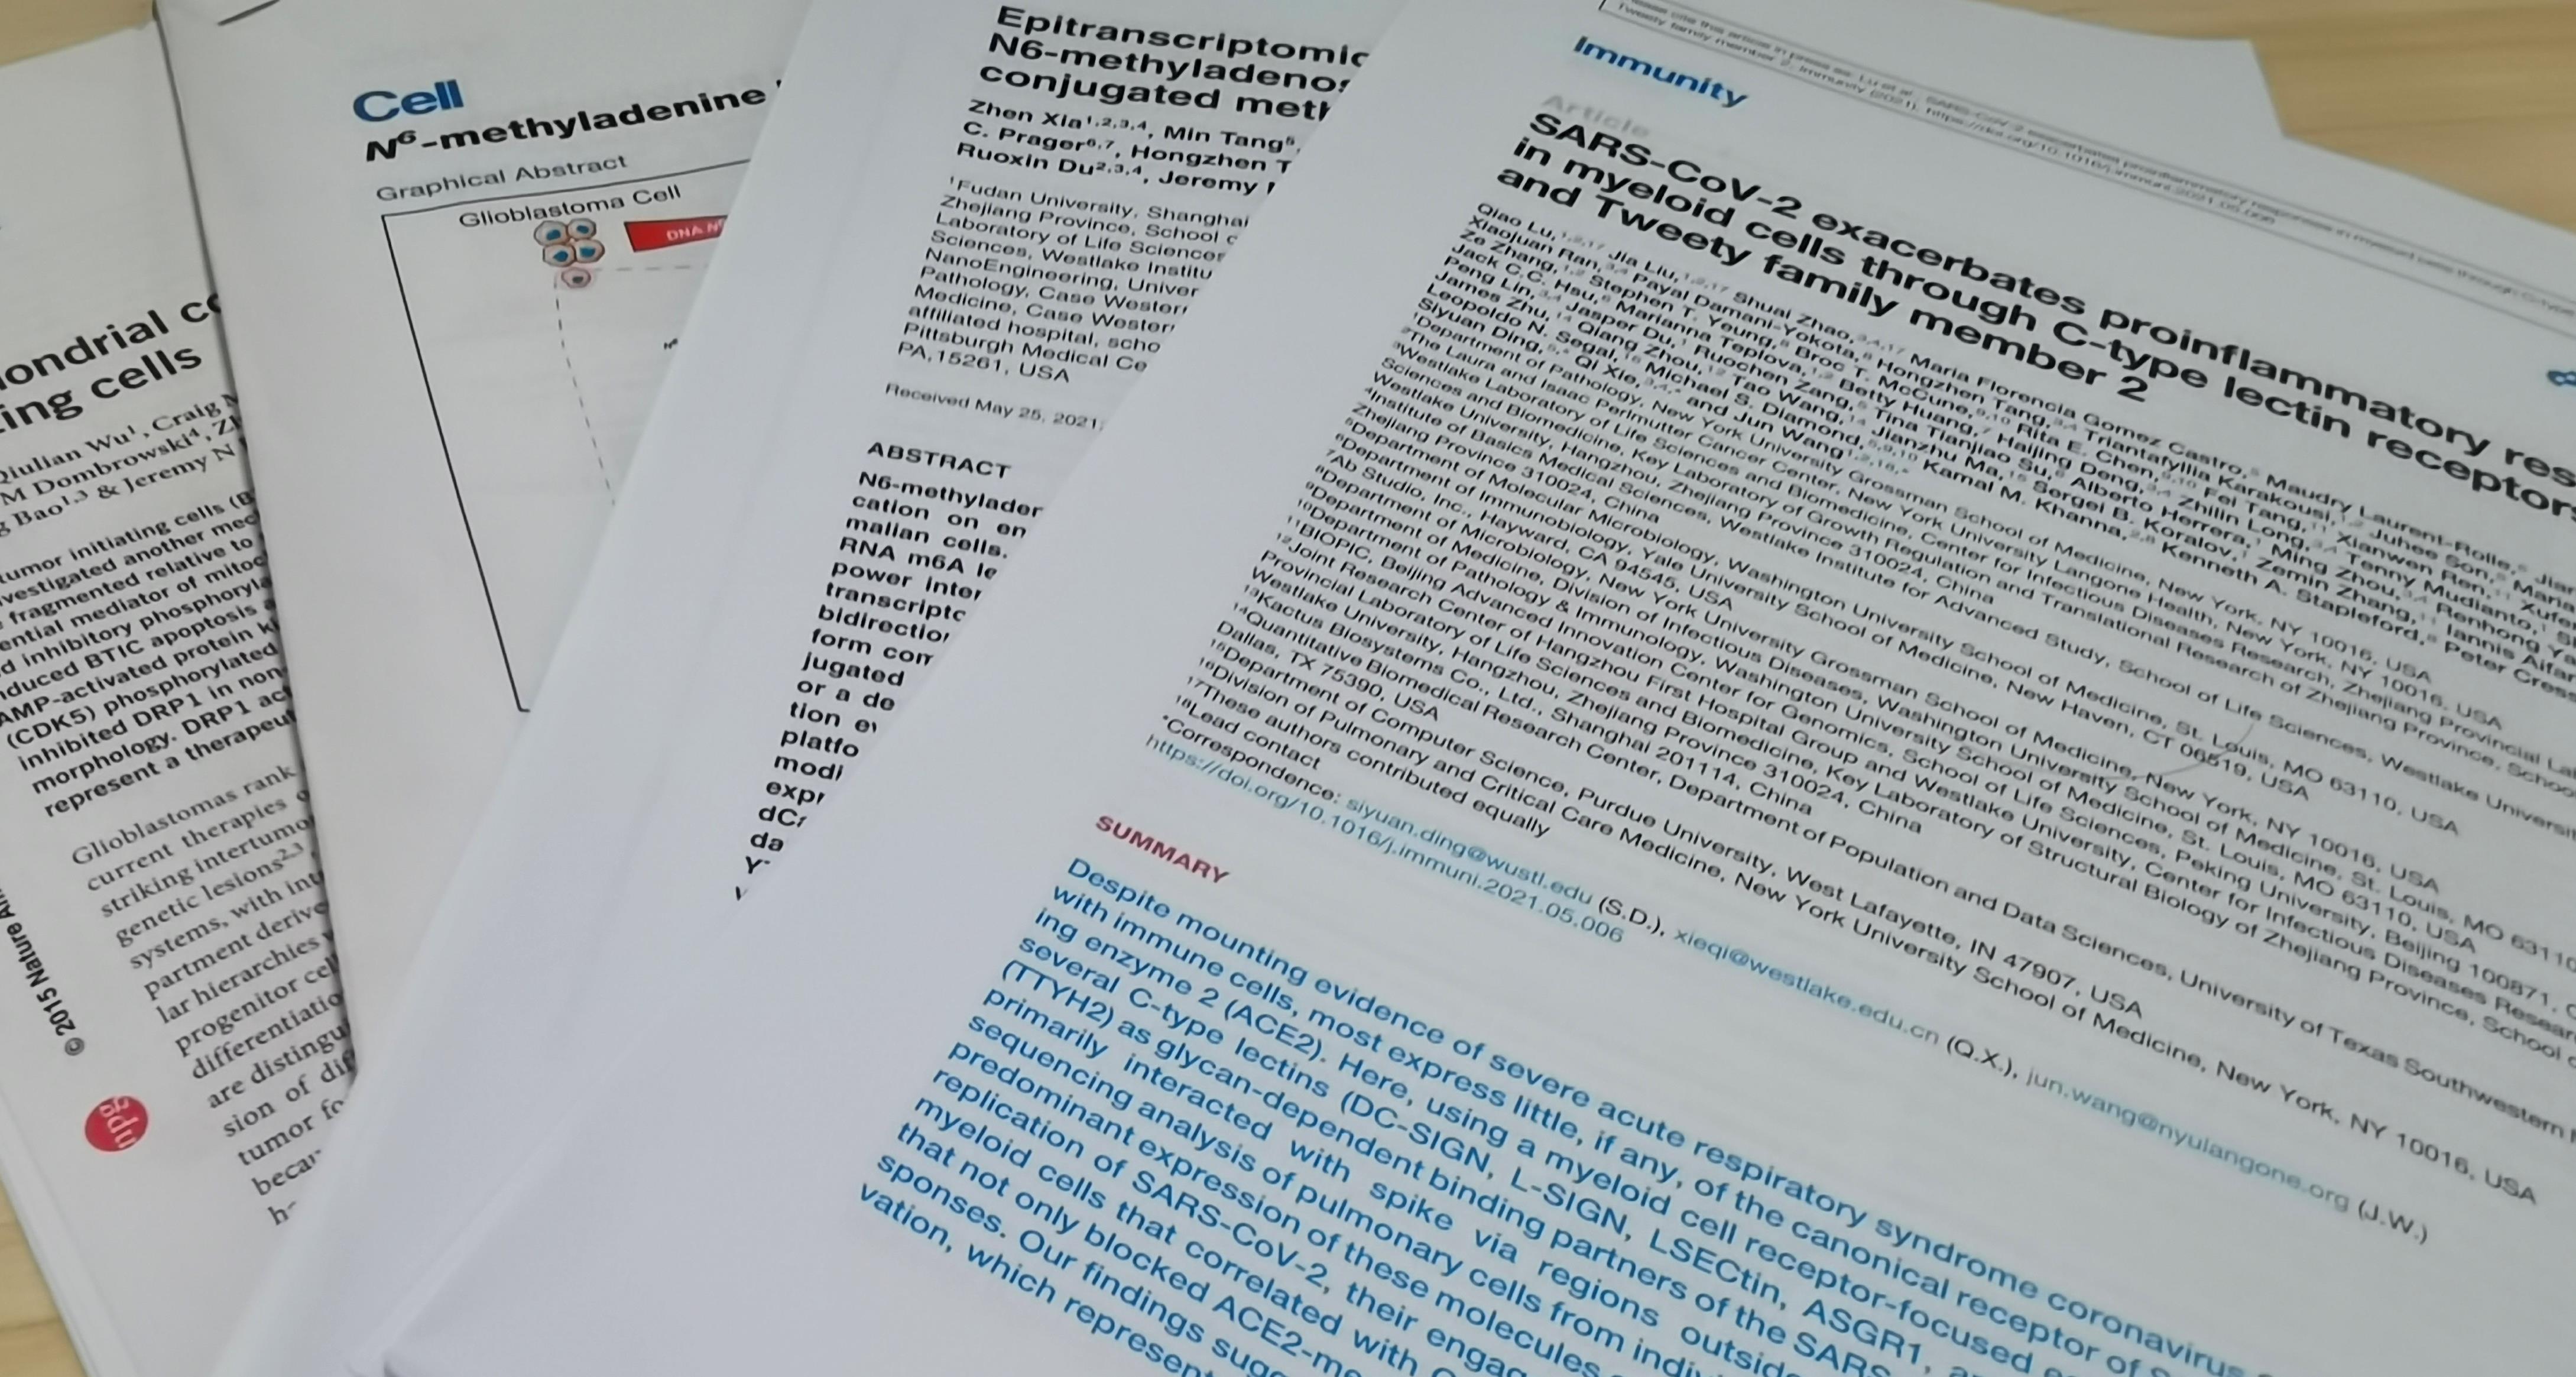 ondrial co
ing cells
Qiulian Wu1, Craig
M Dombrowski4,
g Bao1,3 & Jeremy N
tumor initiating cells (B
vestigated another mec
fragmented relative to
ential mediator of mitoc
d inhibitory phosphoryla
nduced BTIC apoptosis a
AMP-activated protein ki
(CDK5) phosphorylated
inhibited DRP1 in non
morphology. DRP1 act
represent a therapeut
Glioblastomas rank
current therapies o
striking intertumo
genetic lesions2,3
systems, with int
partment derive
lar hierarchies
progenitor cel
differentiatio
are distingu
sion of dif
tumor fo
becau
© 2015 Nature Am
npg
Cell
N6-methyladenine
Graphical Abstract
Glioblastoma Cell
DNA N
Epitranscriptomic
N6-methyladenos
conjugated meth
Zhen Xia1,2,3,4, Min Tang5,
C. Prager6,7, Hongzhen T
Ruoxin Du2,3,4, Jeremy
1Fudan University, Shanghai
Zhejiang Province, School
Laboratory of Life Sciences
Sciences, Westlake Institu
NanoEngineering, Univer
Pathology, Case Western
Medicine, Case Western
affiliated hospital, scho
Pittsburgh Medical Ce
PA,15261, USA
Received May 25, 2021;
ABSTRACT
N6-methylader
cation on en
malian cells.
RNA m6A le
power inter
transcripto
bidirection
form com
jugated
or a de
tion ev
platfo
modi
expr
dCa
da
Immunity
Article
SARS-CoV-2 exacerbates proinflammatory res
in myeloid cells through C-type lectin receptors
and Tweety family member 2
Qiao Lu,1,2,17 Jia Liu,1,2,17 Shuai Zhao,3,4,17 Maria Florencia Gomez Castro,5 Maudry Laurent-Rolle,6
Xiaojuan Ran,3,4 Payal Damani-Yokota,8 Hongzhen Tang,3,4 Triantafyllia Karakousi,1,2 Juhee Son,5
Ze Zhang,1,2 Stephen T. Yeung,8 Broc T. McCune,9,10 Rita E. Chen,9,10 Fei Tang,11 Xianwen Ren,11
Jack C.C. Hsu,6 Marianna Teplova,1,2 Betty Huang,7 Haijing Deng,3,4 Zhilin Long,3,4 Tenny Mudianto,1
Peng Lin,3,4 Jasper Du,1 Ruochen Zang,5 Tina Tianjiao Su,5 Alberto Herrera,1 Ming Zhou,3,4 Renhong
James Zhu,14 Qiang Zhou,12 Tao Wang,14 Jianzhu Ma,15 Sergei B. Koralov,1 Zemin Zhang,11 Iannis
Leopoldo N. Segal,16 Michael S. Diamond,5,9,10 Kamal M. Khanna,2,8 Kenneth A. Stapleford,8 Peter
Siyuan Ding,5,* Qi Xie,3,4,* and Jun Wang1,2,18,*
1Department of Pathology, New York University Grossman School of Medicine, New York, NY 10016, USA
2The Laura and Isaac Perlmutter Cancer Center, New York University Langone Health, New York, NY 10016, USA
3Westlake Laboratory of Life Sciences and Biomedicine, Center for Infectious Diseases Research, Zhejiang Provincial
Sciences and Biomedicine, Key Laboratory of Growth Regulation and Translational Research of Zhejiang Province, School
Westlake University, Hangzhou, Zhejiang Province 310024, China
4Institute of Basics Medical Sciences, Westlake Institute for Advanced Study, School of Life Sciences, Westlake University
Zhejiang Province 310024, China
5Department of Molecular Microbiology, Washington University School of Medicine, St. Louis, MO 63110, USA
6Department of Immunobiology, Yale University School of Medicine, New Haven, CT 06519, USA
7Ab Studio, Inc., Hayward, CA 94545, USA
8Department of Microbiology, New York University Grossman School of Medicine, New York, NY 10016, USA
9Department of Medicine, Division of Infectious Diseases, Washington University School of Medicine, St. Louis, MO 63110
10Department of Pathology & Immunology, Washington University School of Medicine, St. Louis, MO 63110, USA
11BIOPIC, Beijing Advanced Innovation Center for Genomics, School of Life Sciences, Peking University, Beijing 100871,
12Joint Research Center of Hangzhou First Hospital Group and Westlake University, Center for Infectious Diseases Resear
Provincial Laboratory of Life Sciences and Biomedicine, Key Laboratory of Structural Biology of Zhejiang Province, School
Westlake University, Hangzhou, Zhejiang Province 310024, China
13Kactus Biosystems Co., Ltd., Shanghai 201114, China
14Quantitative Biomedical Research Center, Department of Population and Data Sciences, University of Texas Southwestern
Dallas, TX 75390, USA
15Department of Computer Science, Purdue University, West Lafayette, IN 47907, USA
16Division of Pulmonary and Critical Care Medicine, New York University School of Medicine, New York, NY 10016, USA
17These authors contributed equally
18Lead contact
*Correspondence: siyuan.ding@wustl.edu (S.D.), xieqi@westlake.edu.cn (Q.X.), jun.wang@nyulangone.org (J.W.)
https://doi.org/10.1016/j.immuni.2021.05.006
SUMMARY
Despite mounting evidence of severe acute respiratory syndrome coronavirus
with immune cells, most express little, if any, of the canonical receptor of
ing enzyme 2 (ACE2). Here, using a myeloid cell receptor-focused
several C-type lectins (DC-SIGN, L-SIGN, LSECtin, ASGR1,
(TTYH2) as glycan-dependent binding partners of the SARS
primarily interacted with spike via regions outsid
sequencing analysis of pulmonary cells from indiv
predominant expression of these molecules
replication of SARS-CoV-2, their engag
myeloid cells that correlated with
that not only blocked ACE2-me
sponses. Our findings sugg
vation, which represent